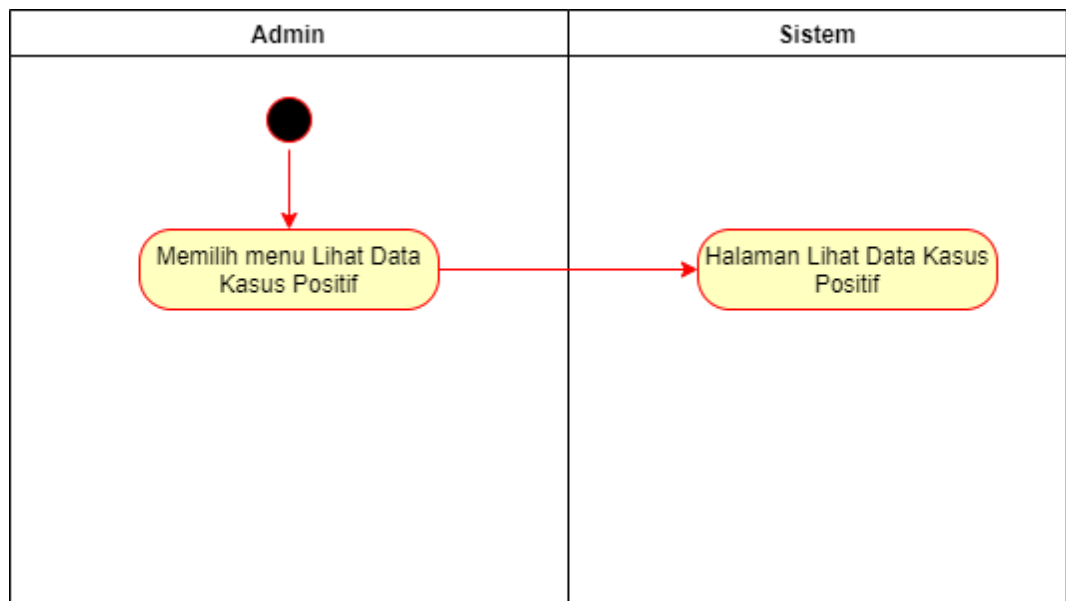 Admin
Sistem
Memilih menu Lihat Data
Kasus Positif
Halaman Lihat Data Kasus
Positif